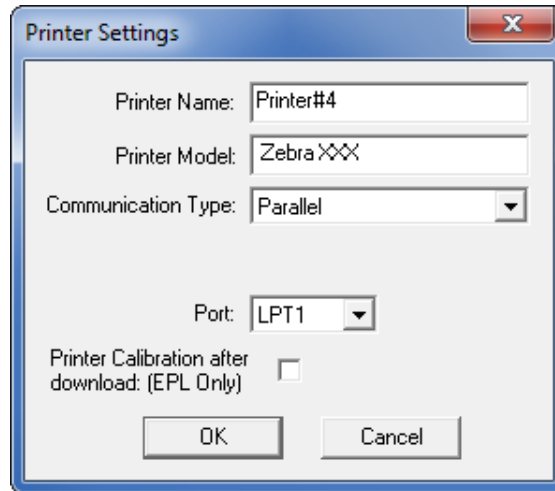 Printer Settings
Printer Name: Printer#4
Printer Model: Zebra XXX
Communication Type: Parallel
Port: LPT1
Printer Calibration after
download: (EPL Only)
OK Cancel